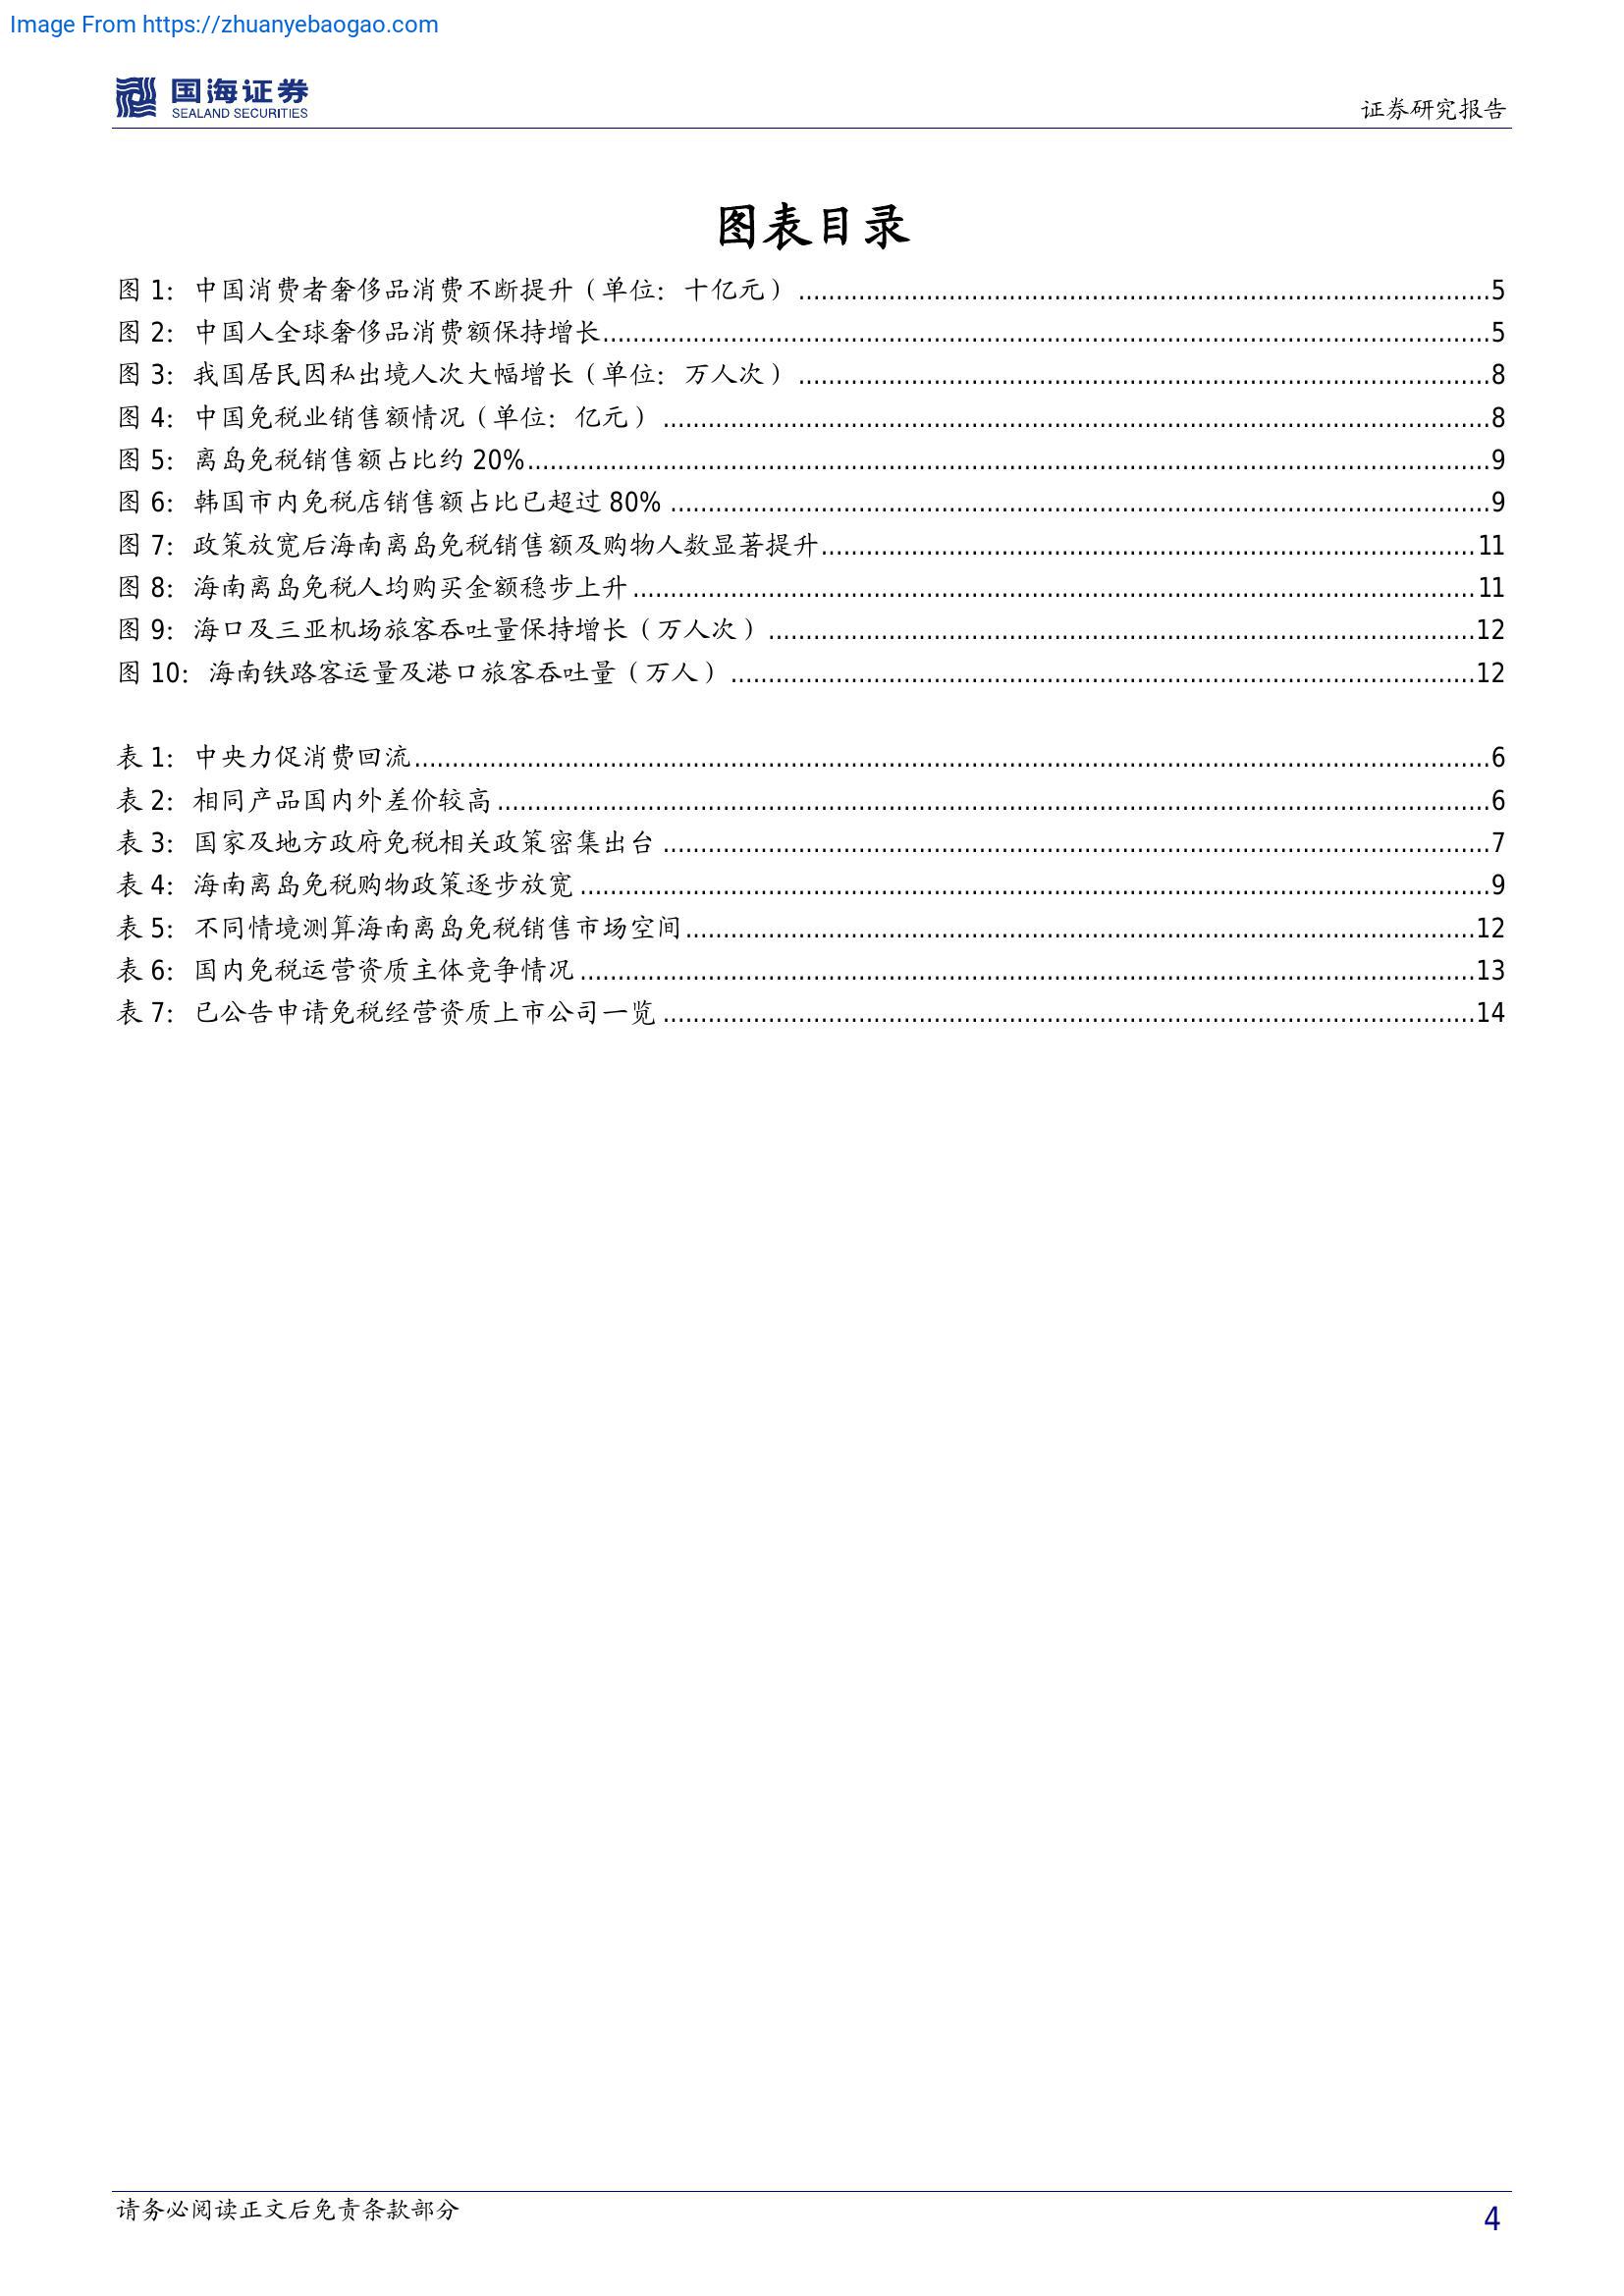 Image From https://zhuanyebaogao.com
国海证券
SEALAND SECURITIES
证券研究报告
图表目录
图 1：中国消费者奢侈品消费不断提升（单位：十亿元）....................5
图 2：中国人全球奢侈品消费额保持增长....................5
图 3：我国居民因私出境人次大幅增长（单位：万人次）....................8
图 4：中国免税业销售额情况（单位：亿元）....................8
图 5：离岛免税销售额占比约 20%....................9
图 6：韩国市内免税店销售额占比已超过 80%....................9
图 7：政策放宽后海南离岛免税销售额及购物人数显著提升....................11
图 8：海南离岛免税人均购买金额稳步上升....................11
图 9：海口及三亚机场旅客吞吐量保持增长（万人次）....................12
图 10：海南铁路客运量及港口旅客吞吐量（万人）....................12
表 1：中央力促消费回流....................6
表 2：相同产品国内外差价较高....................6
表 3：国家及地方政府免税相关政策密集出台....................7
表 4：海南离岛免税购物政策逐步放宽....................9
表 5：不同情境测算海南离岛免税销售市场空间....................12
表 6：国内免税运营资质主体竞争情况....................13
表 7：已公告申请免税经营资质上市公司一览....................14
请务必阅读正文后免责条款部分
4